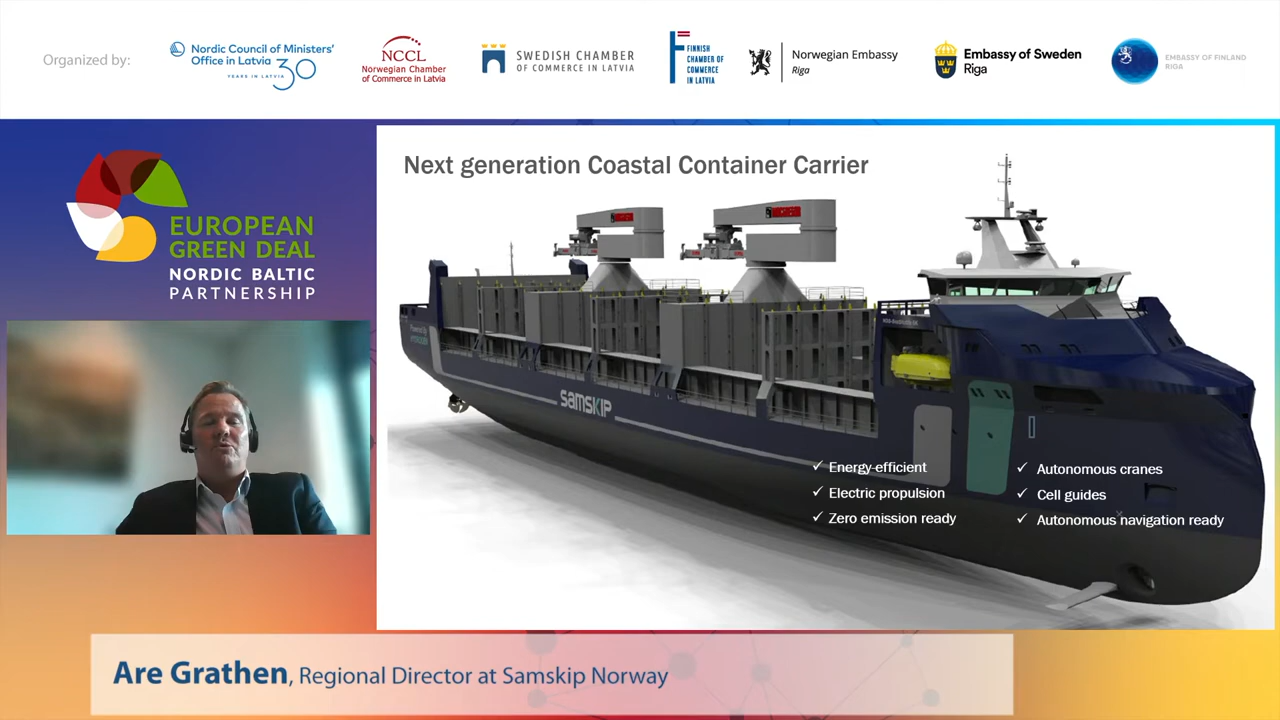 Organized by:
Nordic Council of Ministers'
Office in Latvia
YEARS IN LATVIA 30
NCCL
Norwegian Chamber
of Commerce in Latvia
SWEDISH CHAMBER
OF COMMERCE IN LATVIA
FINNISH
CHAMBER OF
COMMERCE
IN LATVIA
Norwegian Embassy
Riga
Embassy of Sweden
Riga
EMBASSY OF FINLAND
RIGA
EUROPEAN
GREEN DEAL
NORDIC BALTIC
PARTNERSHIP
Next generation Coastal Container Carrier
SAMSKIP
✓ Energy-efficient
✓ Electric propulsion
✓ Zero emission ready
✓ Autonomous cranes
✓ Cell guides
✓ Autonomous navigation ready
Are Grathen, Regional Director at Samskip Norway